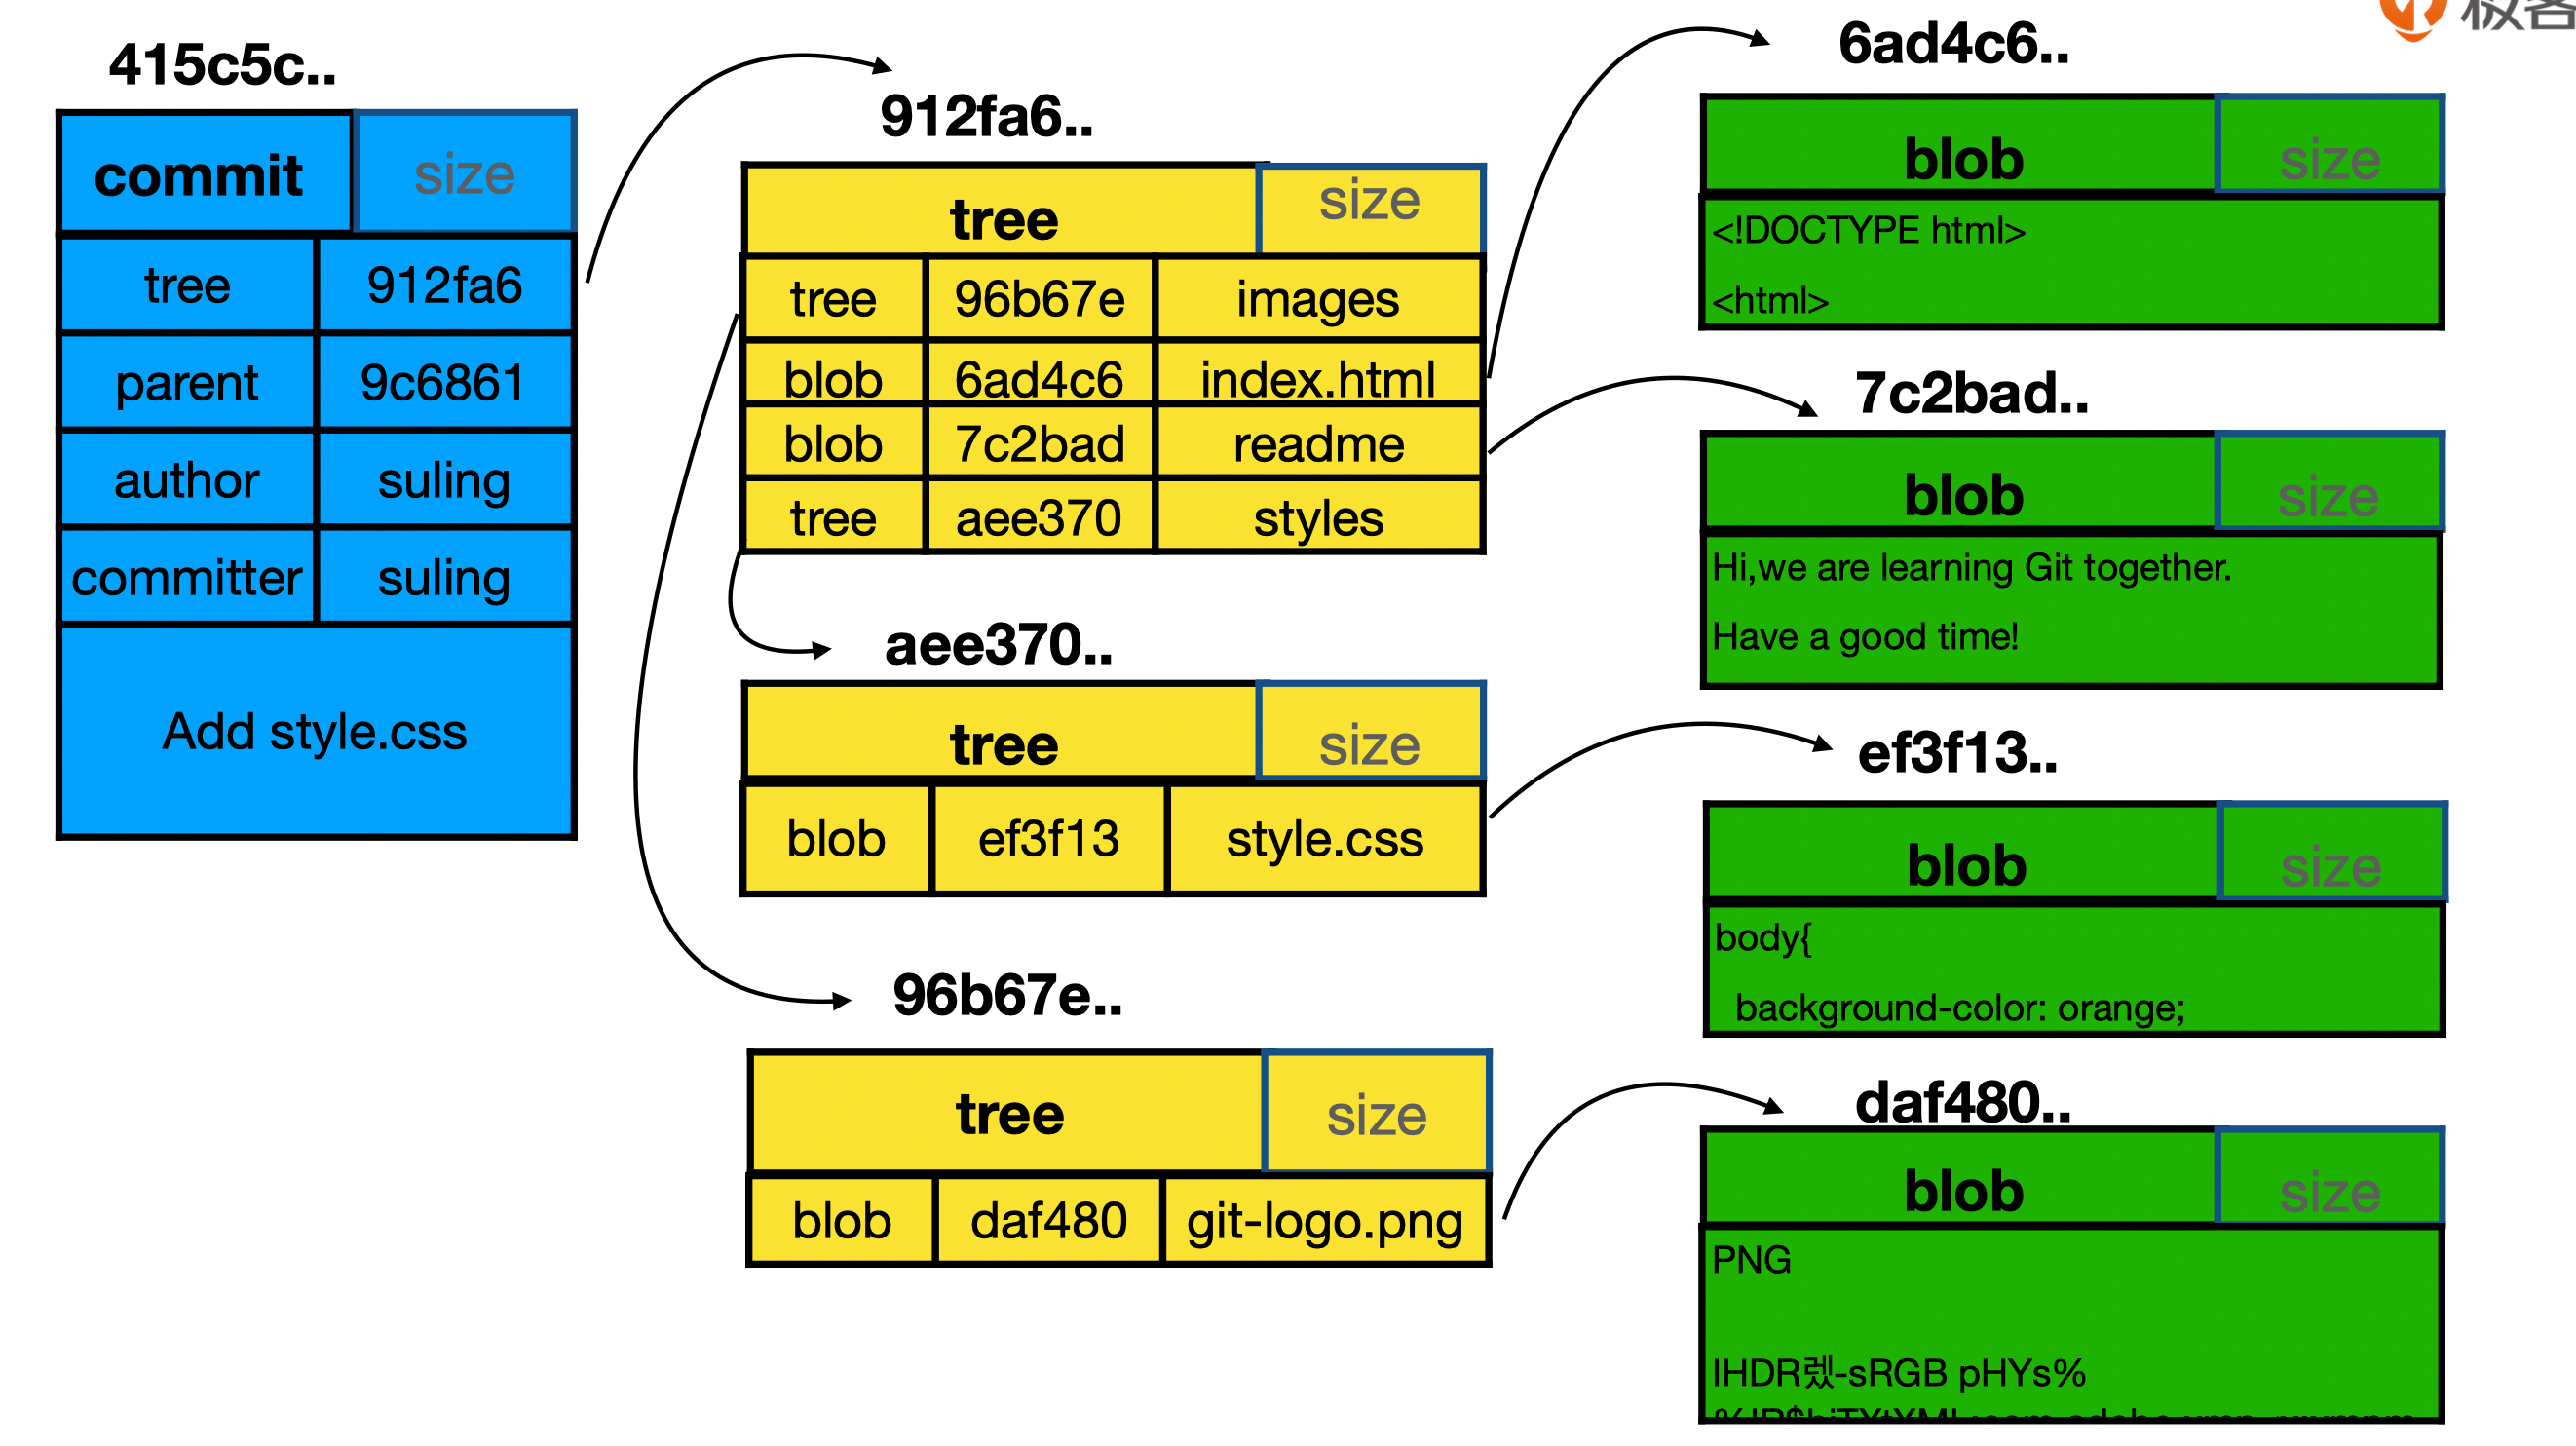 415c5c..
commit size
tree 912fa6
parent 9c6861
author suling
committer suling
Add style.css
912fa6..
tree size
tree 96b67e images
blob 6ad4c6 index.html
blob 7c2bad readme
tree aee370 styles
aee370..
tree size
blob ef3f13 style.css
96b67e..
tree size
blob daf480 git-logo.png
极客
6ad4c6..
blob size
<!DOCTYPE html>
<html>
7c2bad..
blob size
Hi,we are learning Git together.
Have a good time!
ef3f13..
blob size
body{
background-color: orange;
daf480..
blob size
PNG
IHDR렜-sRGB pHYs%